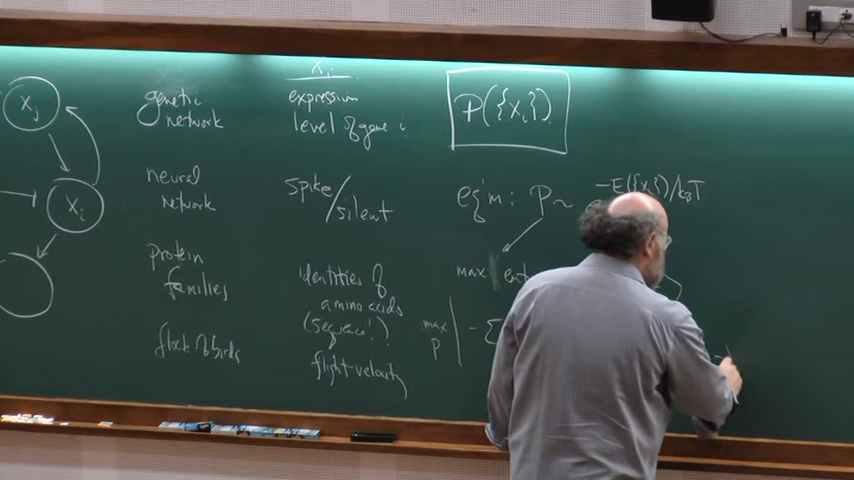 Xj
Xi
genetic
network
neural
network
protein
families
flock of birds
Xi
expression
level of gene i
spike/silent
identities of
amino acids
(sequence!)
flight velocity
P({xi})
eq'm: P~
-E({xi})/kBT
max ent
max
P
-Σ